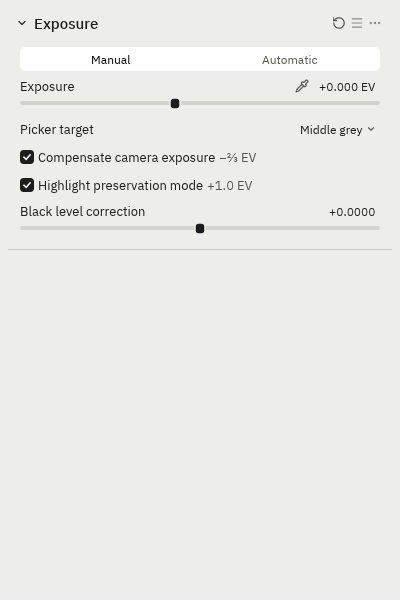 Exposure
Manual Automatic
Exposure +0.000 EV
Picker target Middle grey
Compensate camera exposure −⅔ EV
Highlight preservation mode +1.0 EV
Black level correction +0.0000